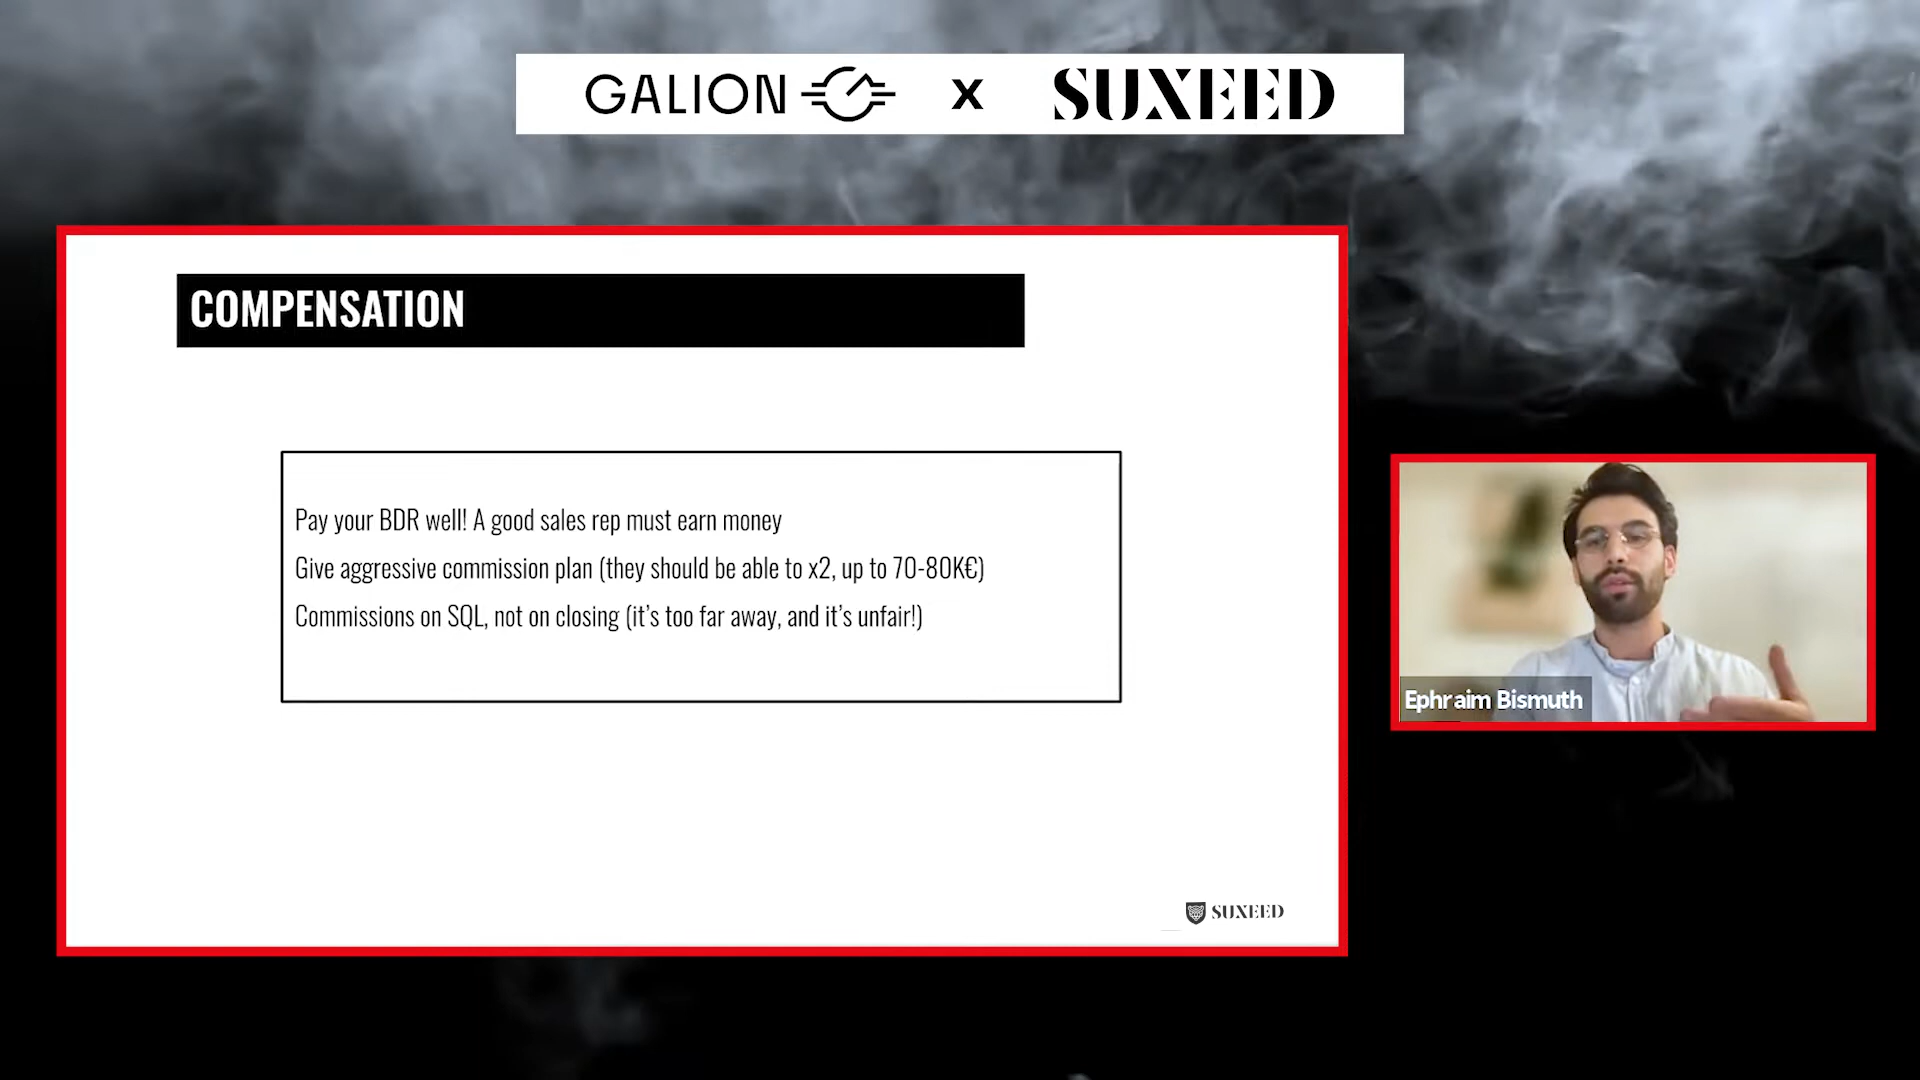 GALION x SUXEED
COMPENSATION
Pay your BDR well! A good sales rep must earn money
Give aggressive commission plan (they should be able to x2, up to 70-80K€)
Commissions on SQL, not on closing (it's too far away, and it's unfair!)
SUXEED
Ephraim Bismuth